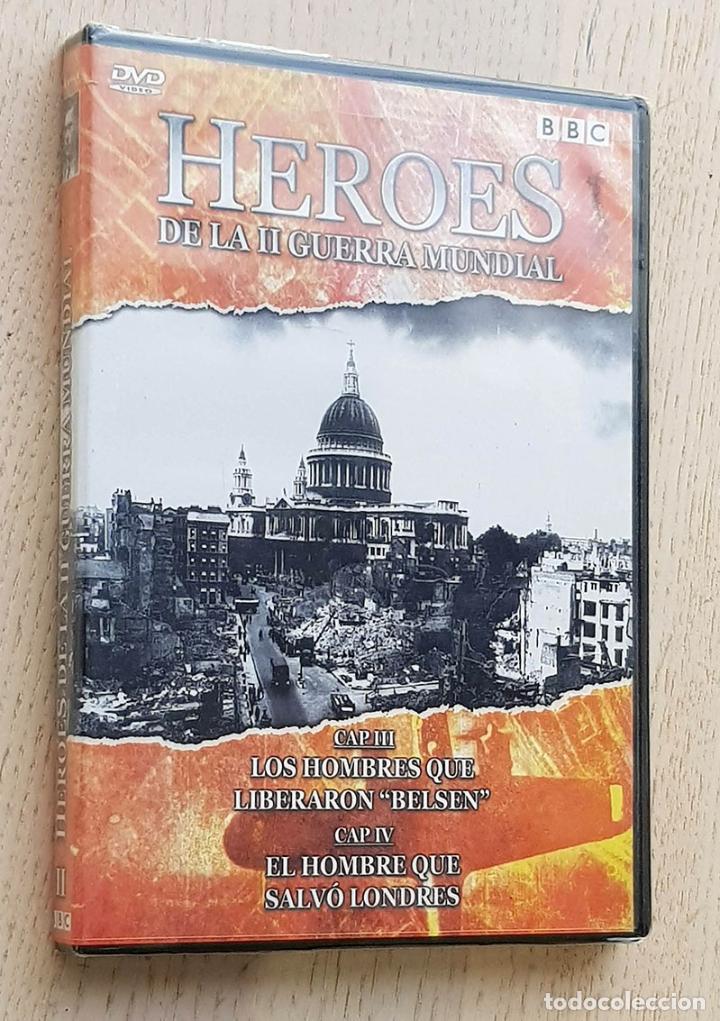 DVD
VIDEO
BBC
HEROES
DE LA II GUERRA MUNDIAL
CAP III
LOS HOMBRES QUE
LIBERARON “BELSEN”
CAP IV
EL HOMBRE QUE
SALVÓ LONDRES
HEROES DE LA II GUERRA MUNDIAL
II
BBC
todocoleccion